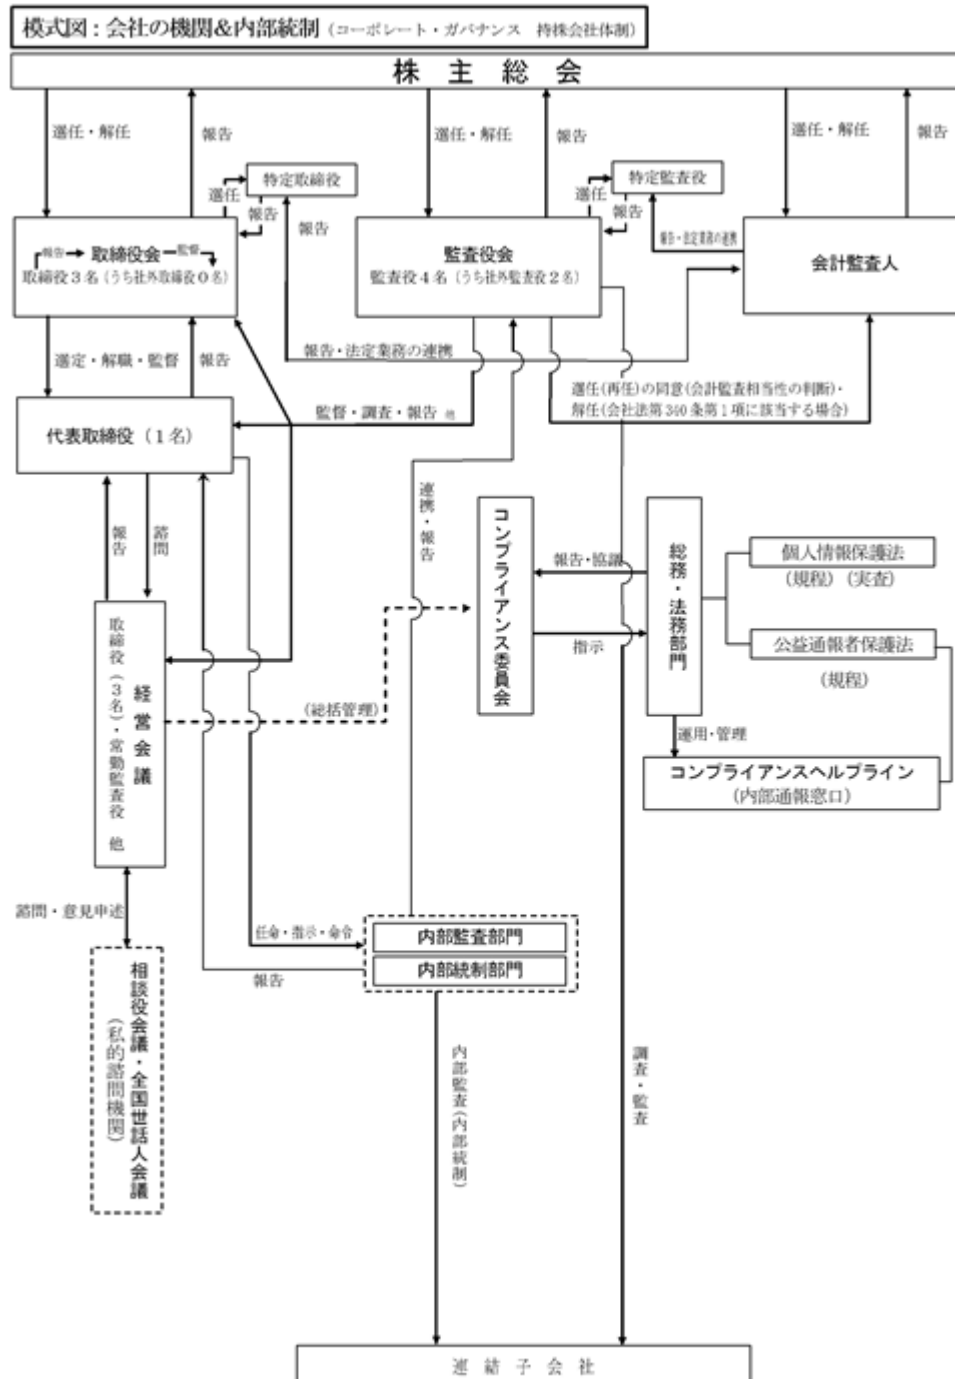 模式図：会社の機関&内部統制（コーポレート・ガバナンス　持株会社体制）
株　主　総　会
選任・解任
報告
選任・解任
報告
選任・解任
報告
特定取締役
選任
報告
報告
特定監査役
選任
報告
報告・法定業務の連携
報告　取締役会　監督
取締役３名（うち社外取締役０名）
監査役会
監査役４名（うち社外監査役２名）
会計監査人
選定・解職・監督
報告
報告・法定業務の連携
選任(再任)の同意(会計監査相当性の判断)・
解任(会社法第340条第１項に該当する場合)
監督・調査・報告 他
代表取締役（１名）
報告
諮問
連携・報告
コンプライアンス委員会
報告・協議
指示
総務・法務部門
個人情報保護法
（規程）（実査）
公益通報者保護法
（規程）
運用・管理
コンプライアンスヘルプライン
（内部通報窓口）
経営会議
取締役（３名）・常勤監査役　他
（総括管理）
諮問・意見申述
任命・指示・命令
内部監査部門
内部統制部門
報告
相談役会議・全国世話人会議
（私的諮問機関）
内部監査（内部統制）
調査・監査
連　結　子　会　社